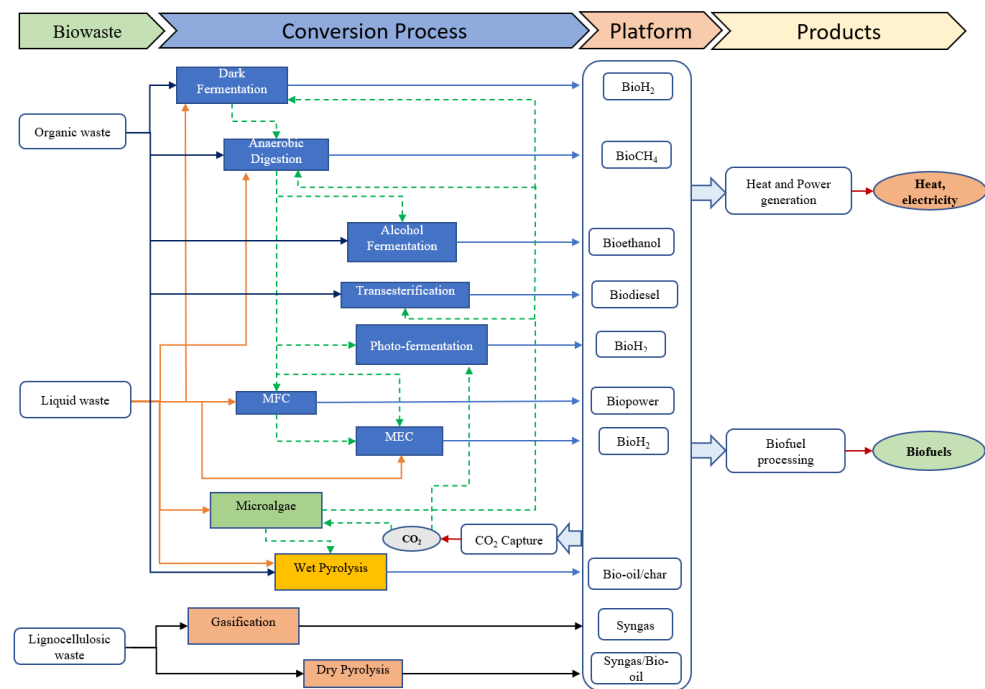 Biowaste
Conversion Process
Platform
Products
Dark
Fermentation
BioH₂
Organic waste
Anaerobic
Digestion
BioCH₄
Heat and Power
generation
Heat,
electricity
Alcohol
Fermentation
Bioethanol
Transesterification
Biodiesel
Photo-fermentation
BioH₂
Liquid waste
MFC
Biopower
MEC
BioH₂
Biofuel
processing
Biofuels
Microalgae
CO₂
CO₂ Capture
Wet Pyrolysis
Bio-oil/char
Gasification
Syngas
Lignocellulosic
waste
Dry Pyrolysis
Syngas/Bio-
oil